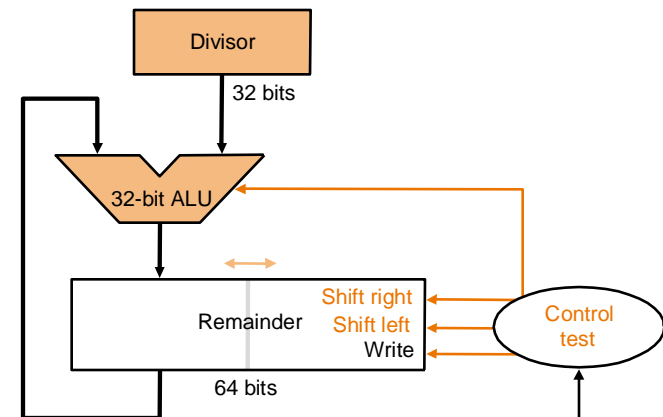 Divisor
32 bits
32-bit ALU
Shift right
Remainder
Shift left
Write
Control
test
64 bits